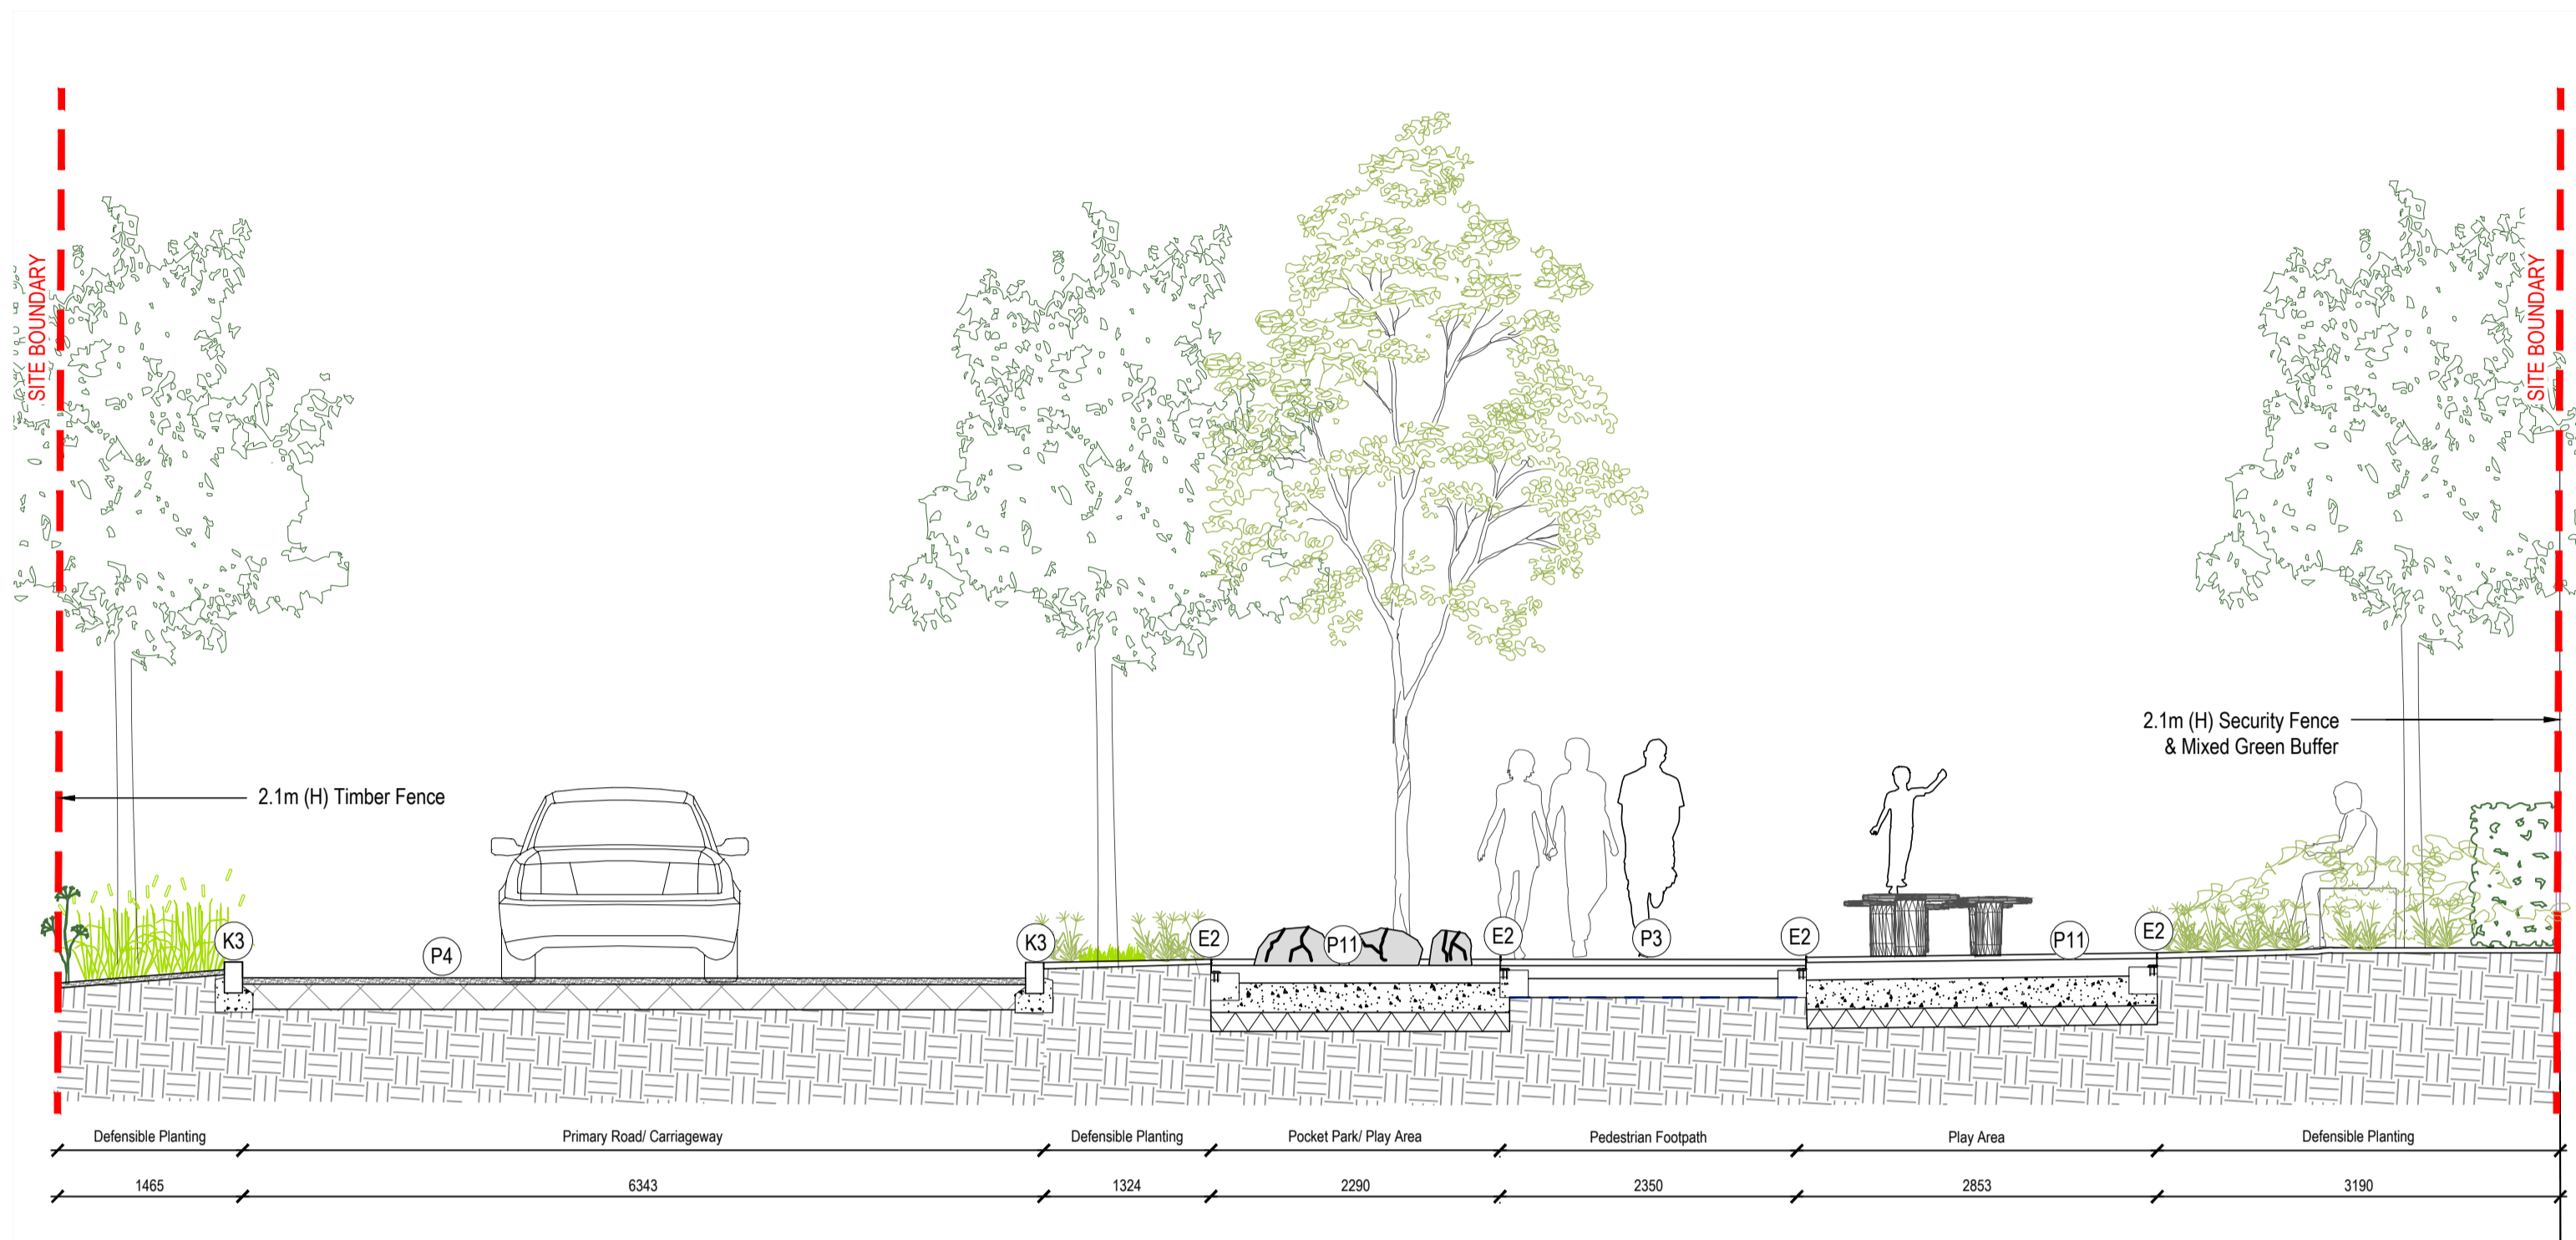 SITE BOUNDARY
SITE BOUNDARY
2.1m (H) Security Fence
& Mixed Green Buffer
2.1m (H) Timber Fence
K3
P4
K3
E2
P11
E2
P3
E2
P11
E2
Defensible Planting
Primary Road/ Carriageway
Defensible Planting
Pocket Park/ Play Area
Pedestrian Footpath
Play Area
Defensible Planting
1465
6343
1324
2290
2350
2853
3190